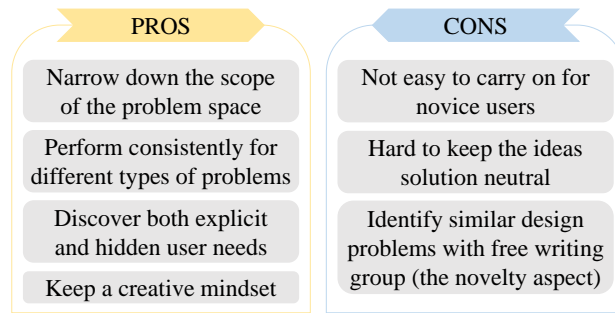 PROS
Narrow down the scope
of the problem space
Perform consistently for
different types of problems
Discover both explicit
and hidden user needs
Keep a creative mindset
CONS
Not easy to carry on for
novice users
Hard to keep the ideas
solution neutral
Identify similar design
problems with free writing
group (the novelty aspect)